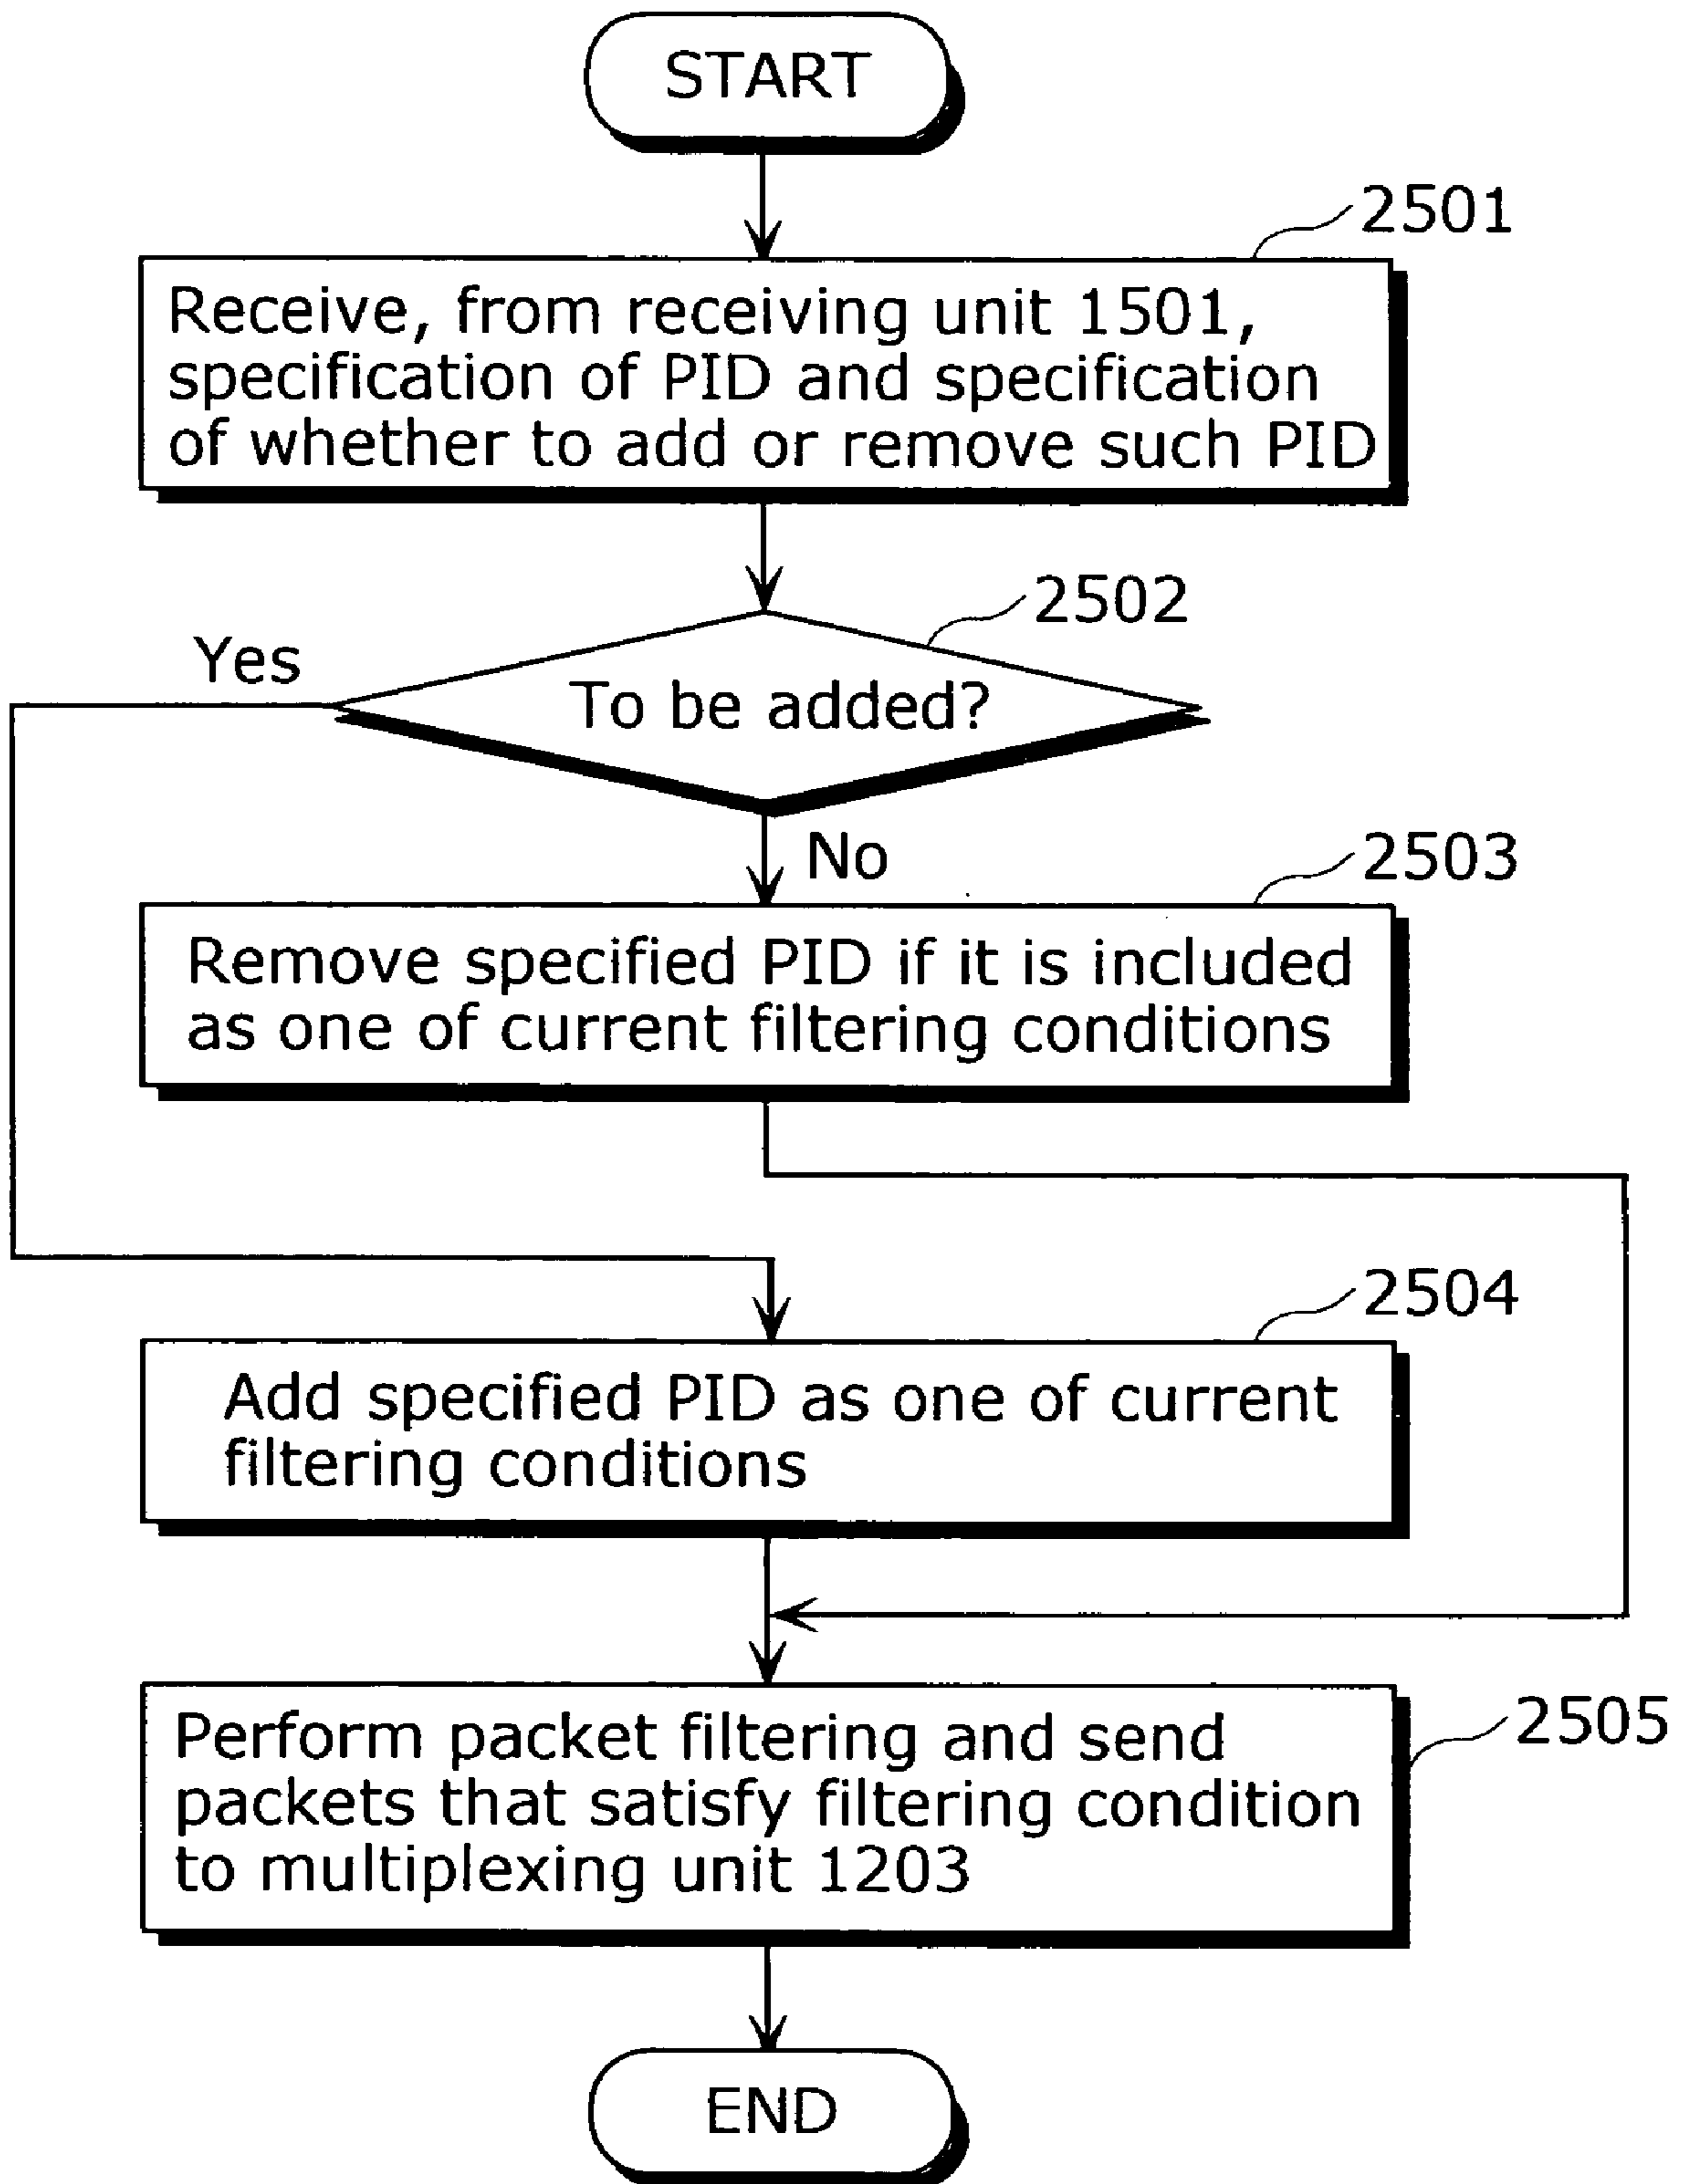 START
2501
Receive, from receiving unit 1501,
specification of PID and specification
of whether to add or remove such PID
2502
Yes
To be added?
No
2503
Remove specified PID if it is included
as one of current filtering conditions
2504
Add specified PID as one of current
filtering conditions
2505
Perform packet filtering and send
packets that satisfy filtering condition
to multiplexing unit 1203
END